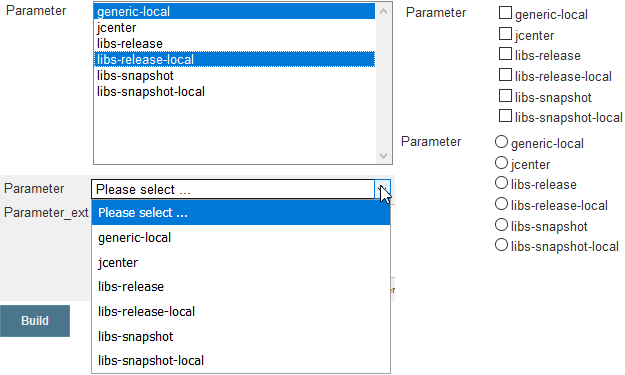 Parameter
generic-local
jcenter
libs-release
libs-release-local
libs-snapshot
libs-snapshot-local
Parameter
generic-local
jcenter
libs-release
libs-release-local
libs-snapshot
libs-snapshot-local
Parameter
generic-local
jcenter
libs-release
libs-release-local
libs-snapshot
libs-snapshot-local
Parameter
Please select ...
Parameter_ext
Please select ...
generic-local
jcenter
libs-release
libs-release-local
libs-snapshot
libs-snapshot-local
Build